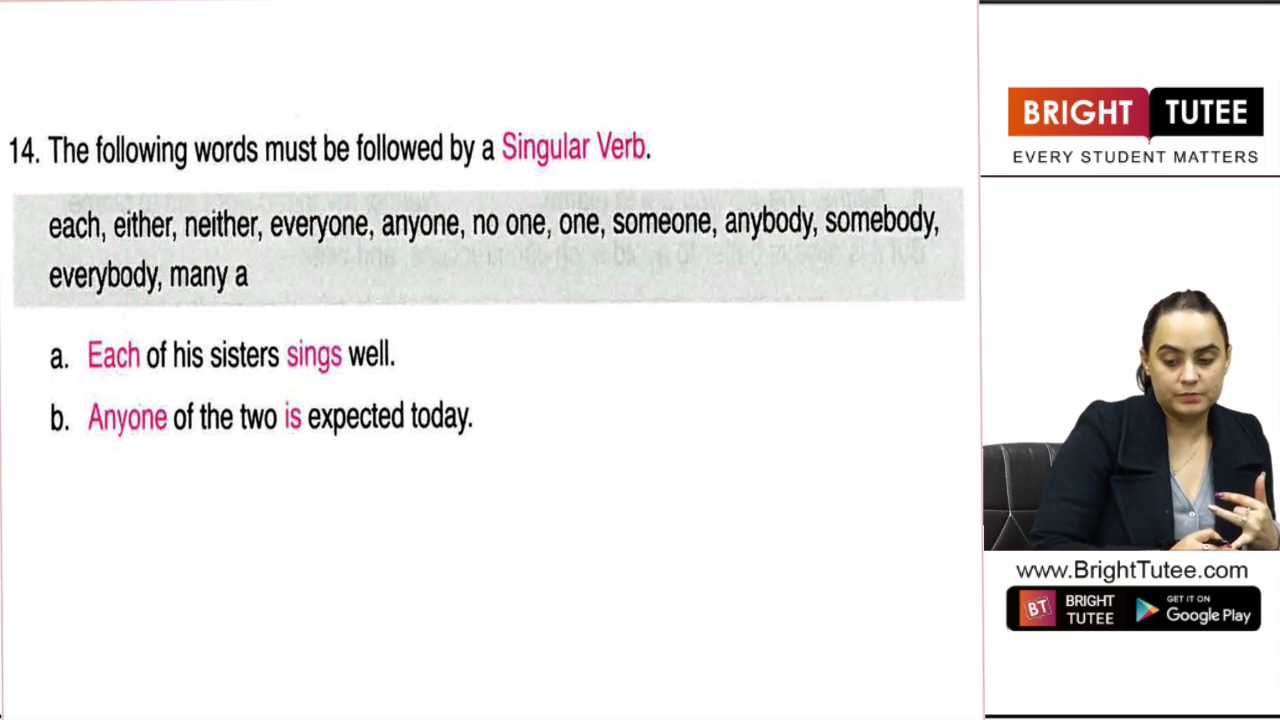 14. The following words must be followed by a Singular Verb.
each, either, neither, everyone, anyone, no one, one, someone, anybody, somebody,
everybody, many a
a. Each of his sisters sings well.
b. Anyone of the two is expected today.
BRIGHT TUTEE
EVERY STUDENT MATTERS
www.BrightTutee.com
BT BRIGHT TUTEE
GET IT ON
Google Play